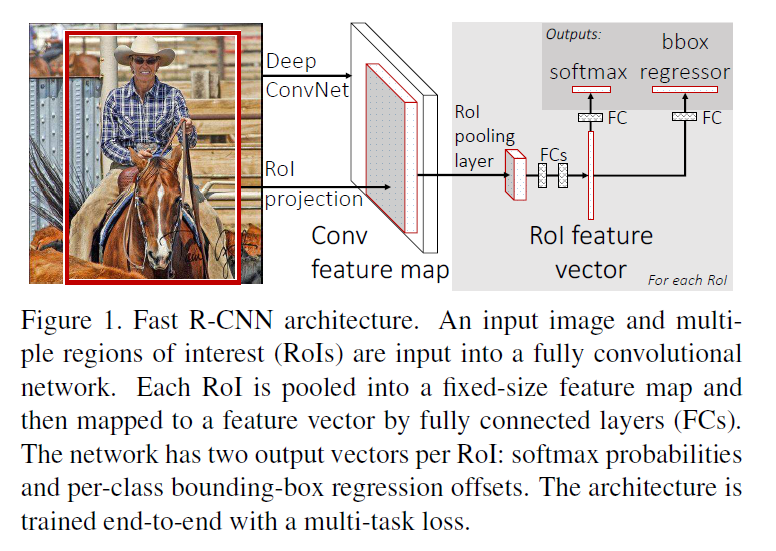 Outputs:
bbox
softmax regressor
Deep
ConvNet
RoI
projection
Conv
feature map
RoI
pooling
layer
FCs
FC
FC
RoI feature
vector
For each RoI
Figure 1. Fast R-CNN architecture. An input image and multi-
ple regions of interest (RoIs) are input into a fully convolutional
network. Each RoI is pooled into a fixed-size feature map and
then mapped to a feature vector by fully connected layers (FCs).
The network has two output vectors per RoI: softmax probabilities
and per-class bounding-box regression offsets. The architecture is
trained end-to-end with a multi-task loss.